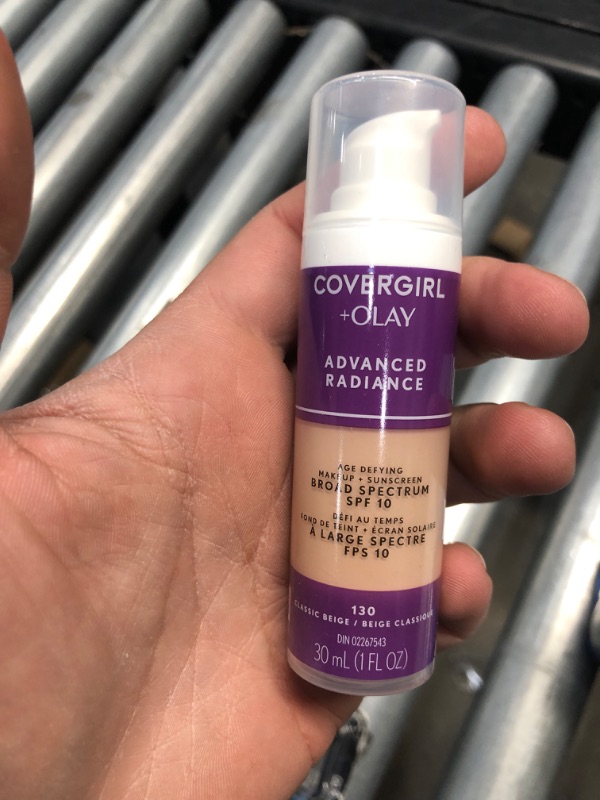 COVERGIRL
+OLAY
ADVANCED
RADIANCE
AGE DEFYING
MAKEUP + SUNSCREEN
BROAD SPECTRUM
SPF 10
DÉFI AU TEMPS
FOND DE TEINT + ÉCRAN SOLAIRE
À LARGE SPECTRE
FPS 10
130
CLASSIC BEIGE / BEIGE CLASSIQUE
DIN 02267543
30 mL (1 FL OZ)